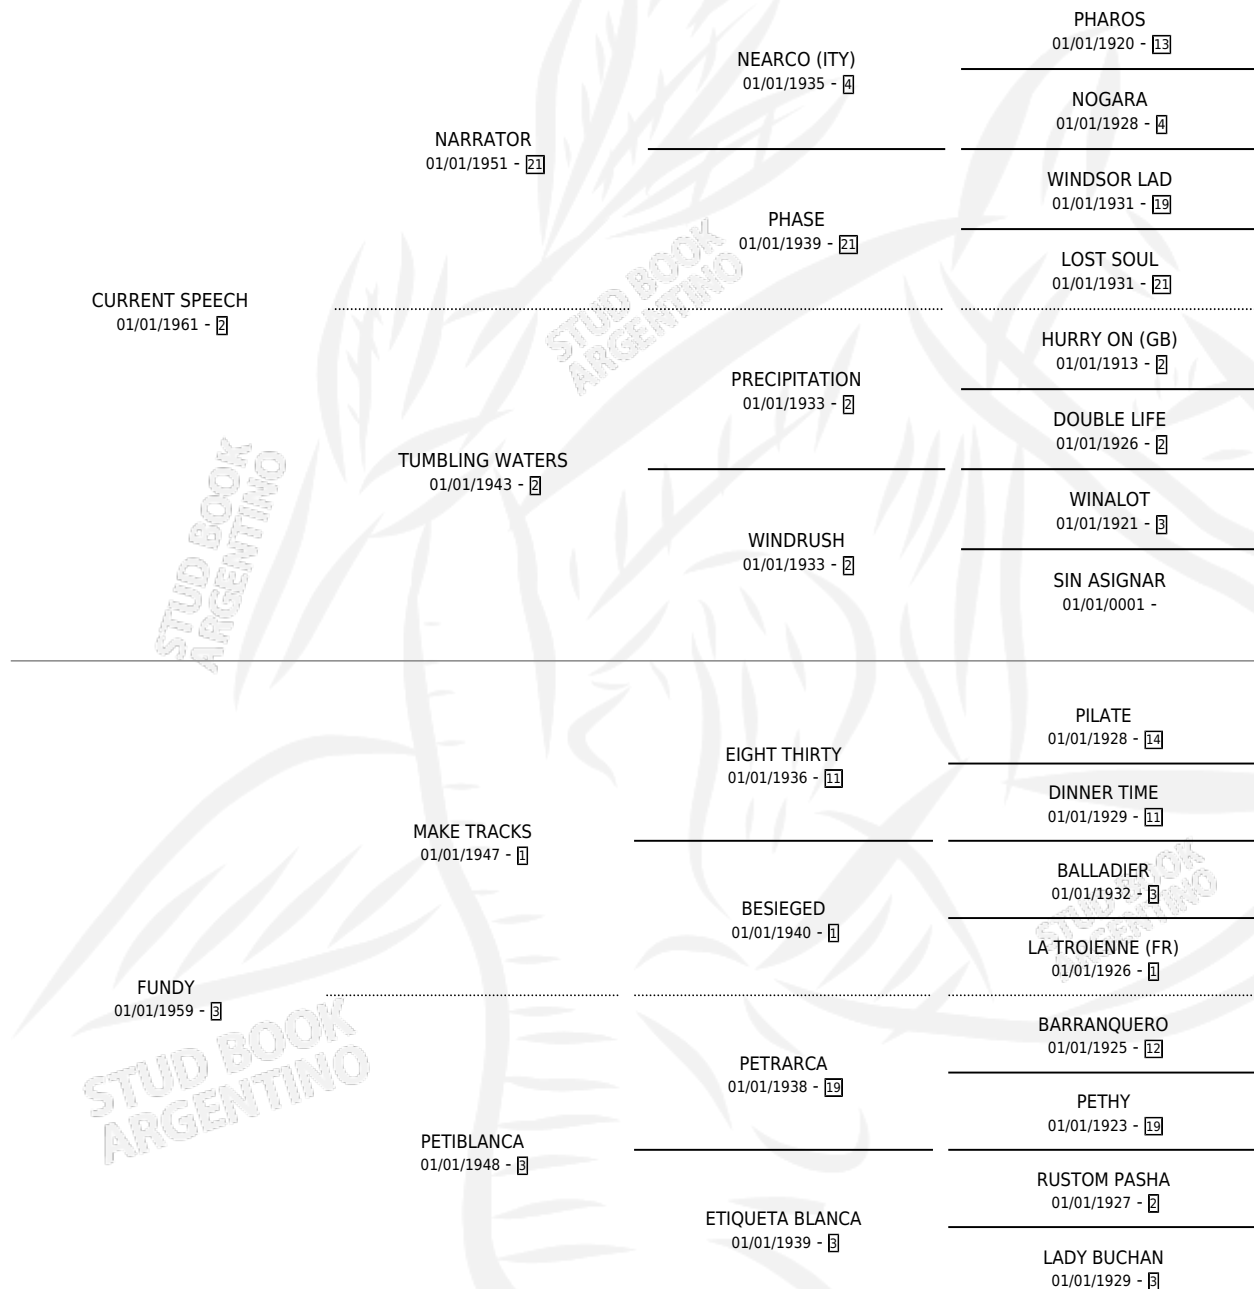 PHAROS
01/01/1920 - 13
NEARCO (ITY)
01/01/1935 - 4
NOGARA
01/01/1928 - 4
NARRATOR
01/01/1951 - 21
WINDSOR LAD
01/01/1931 - 19
PHASE
01/01/1939 - 21
LOST SOUL
01/01/1931 - 21
CURRENT SPEECH
01/01/1961 - 2
HURRY ON (GB)
01/01/1913 - 2
PRECIPITATION
01/01/1933 - 2
DOUBLE LIFE
01/01/1926 - 2
TUMBLING WATERS
01/01/1943 - 2
WINALOT
01/01/1921 - 3
WINDRUSH
01/01/1933 - 2
SIN ASIGNAR
01/01/0001 -
PILATE
01/01/1928 - 14
EIGHT THIRTY
01/01/1936 - 11
DINNER TIME
01/01/1929 - 11
MAKE TRACKS
01/01/1947 - 1
BALLADIER
01/01/1932 - 3
BESIEGED
01/01/1940 - 1
LA TROIENNE (FR)
01/01/1926 - 1
FUNDY
01/01/1959 - 3
BARRANQUERO
01/01/1925 - 12
PETRARCA
01/01/1938 - 19
PETHY
01/01/1923 - 19
PETIBLANCA
01/01/1948 - 3
RUSTOM PASHA
01/01/1927 - 2
ETIQUETA BLANCA
01/01/1939 - 3
LADY BUCHAN
01/01/1929 - 3
STUD BOOK
ARGENTINO
STUD BOOK
ARGENTINO
STUD BOOK
ARGENTINO
STUD BOOK
ARGENTINO